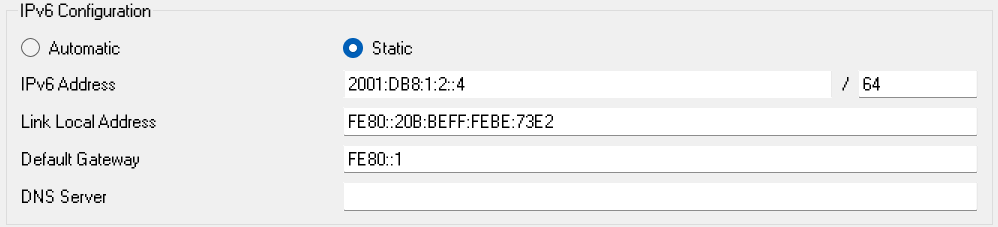 IPv6 Configuration
Automatic Static
IPv6 Address 2001:DB8:1:2::4 / 64
Link Local Address FE80::20B:BEFF:FEBE:73E2
Default Gateway FE80::1
DNS Server